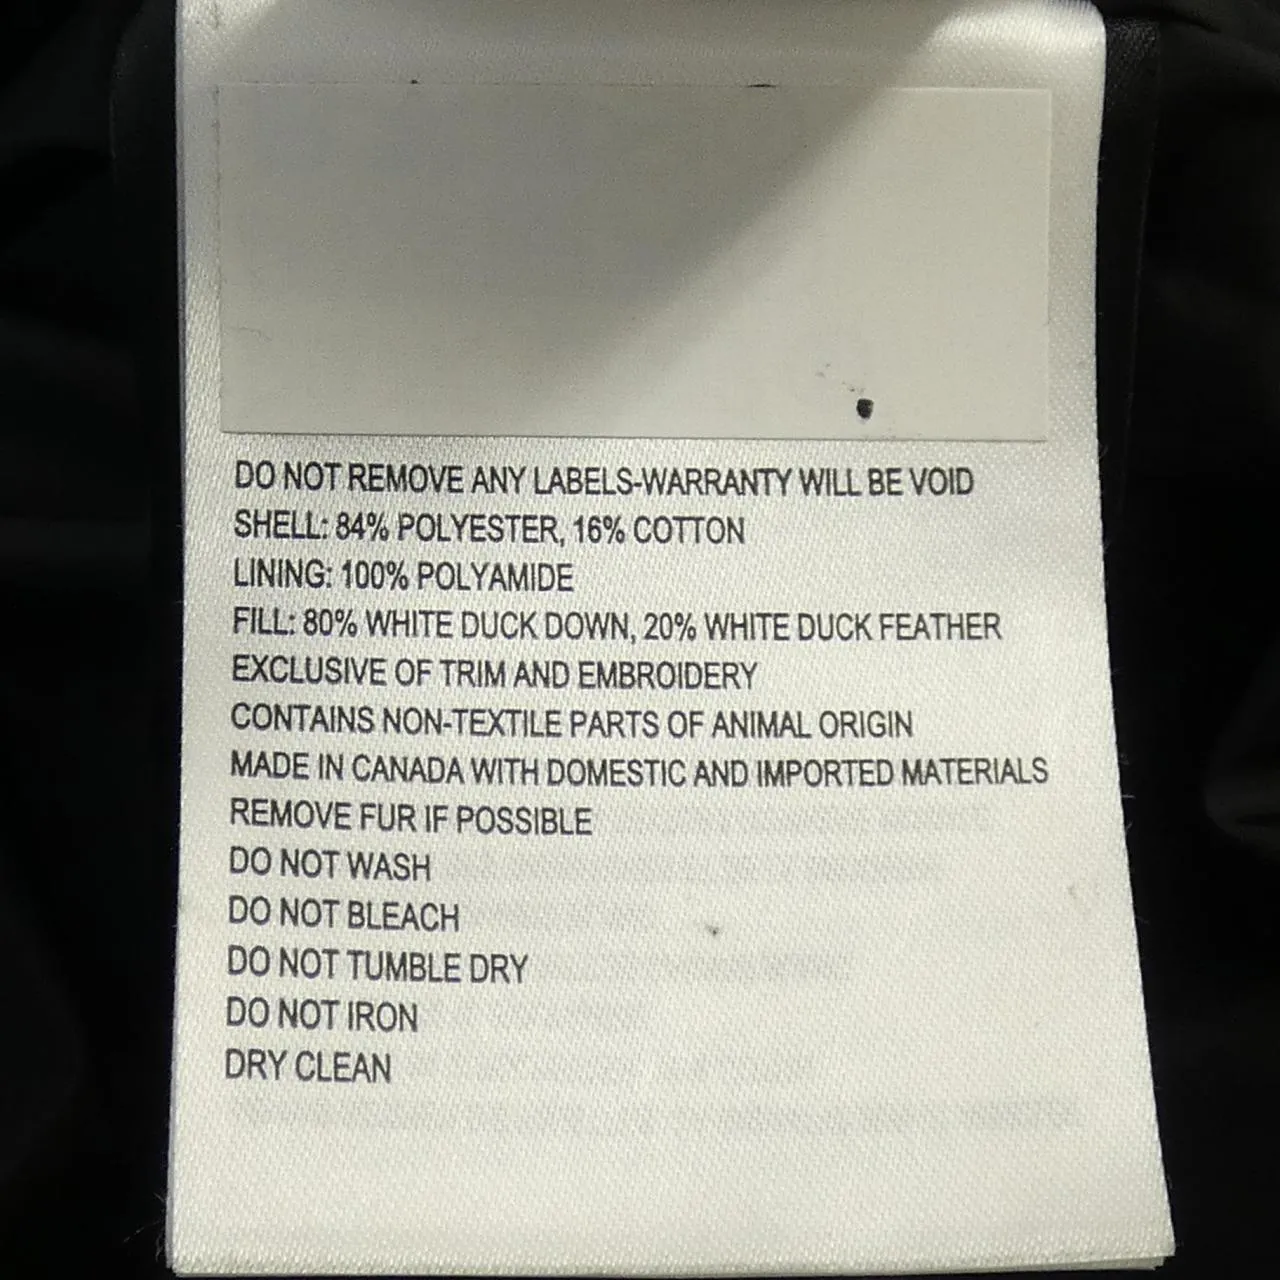 DO NOT REMOVE ANY LABELS-WARRANTY WILL BE VOID
SHELL: 84% POLYESTER, 16% COTTON
LINING: 100% POLYAMIDE
FILL: 80% WHITE DUCK DOWN, 20% WHITE DUCK FEATHER
EXCLUSIVE OF TRIM AND EMBROIDERY
CONTAINS NON-TEXTILE PARTS OF ANIMAL ORIGIN
MADE IN CANADA WITH DOMESTIC AND IMPORTED MATERIALS
REMOVE FUR IF POSSIBLE
DO NOT WASH
DO NOT BLEACH
DO NOT TUMBLE DRY
DO NOT IRON
DRY CLEAN